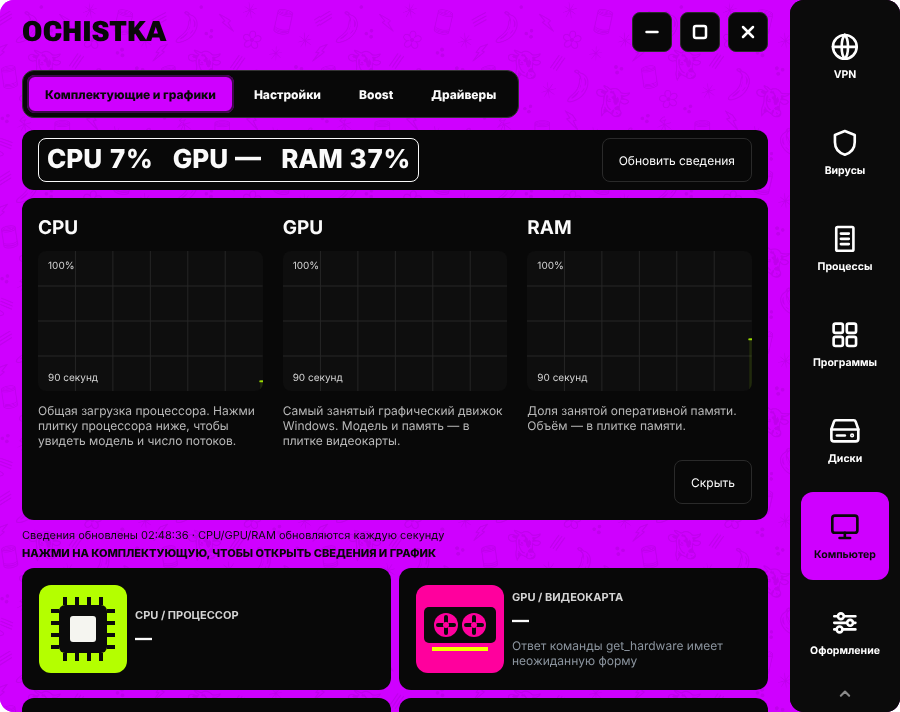 OCHISTKA
Комплектующие и графики
Настройки
Boost
Драйверы
CPU 7% GPU — RAM 37%
Обновить сведения
CPU
100%
90 секунд
Общая загрузка процессора. Нажми
плитку процессора ниже, чтобы
увидеть модель и число потоков.
GPU
100%
90 секунд
Самый занятый графический движок
Windows. Модель и память — в
плитке видеокарты.
RAM
100%
90 секунд
Доля занятой оперативной памяти.
Объём — в плитке памяти.
Скрыть
Сведения обновлены 02:48:36 · CPU/GPU/RAM обновляются каждую секунду
НАЖМИ НА КОМПЛЕКТУЮЩУЮ, ЧТОБЫ ОТКРЫТЬ СВЕДЕНИЯ И ГРАФИК
CPU / ПРОЦЕССОР
—
GPU / ВИДЕОКАРТА
—
Ответ команды get_hardware имеет
неожиданную форму
VPN
Вирусы
Процессы
Программы
Диски
Компьютер
Оформление